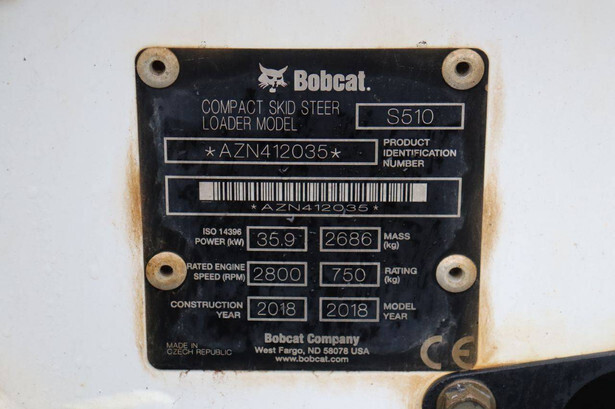 Bobcat.
COMPACT SKID STEER
LOADER MODEL
S510
*AZN412035*
PRODUCT
IDENTIFICATION
NUMBER
*AZN412035*
ISO 14396
POWER (kW)
35.9
2686
MASS
(kg)
RATED ENGINE
SPEED (RPM)
2800
750
RATING
(kg)
CONSTRUCTION
YEAR
2018
2018
MODEL
YEAR
Bobcat Company
West Fargo, ND 58078 USA
www.bobcat.com
MADE IN
CZECH REPUBLIC
CE